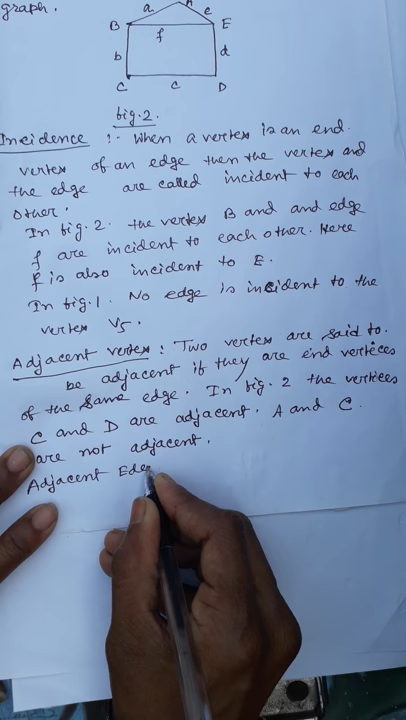 graph.
a
A
e
B
E
f
b
d
C
c
D
fig.2.
Incidence :- When a vertex is an end
vertex of an edge then the vertex and
the edge are called incident to each
other.
In fig. 2. the vertex B and and edge
f are incident to each other. Here
f is also incident to E.
In fig.1. No edge is incident to the
vertex V5.
Adjacent vertex : Two vertex are said to.
be adjacent if they are end vertices
of the same edge. In fig. 2 the vertices
C and D are adjacent. A and C.
are not adjacent.
Adjacent Ede